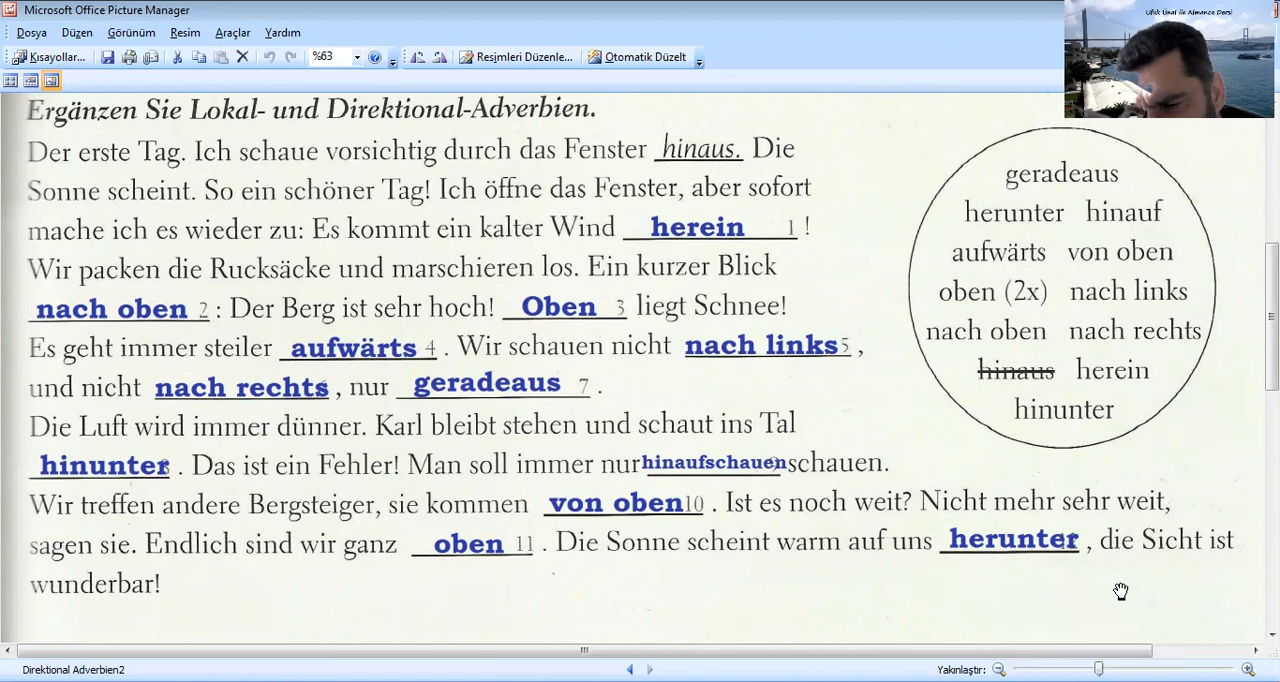 Microsoft Office Picture Manager
Ufuk Ünal ile Almanca Dersi
Dosya Düzen Görünüm Resim Araçlar Yardım
Kısayollar... %63 Resimleri Düzenle... Otomatik Düzelt
Ergänzen Sie Lokal- und Direktional-Adverbien.
Der erste Tag. Ich schaue vorsichtig durch das Fenster hinaus. Die
Sonne scheint. So ein schöner Tag! Ich öffne das Fenster, aber sofort
mache ich es wieder zu: Es kommt ein kalter Wind herein 1 !
Wir packen die Rucksäcke und marschieren los. Ein kurzer Blick
nach oben 2 : Der Berg ist sehr hoch! Oben 3 liegt Schnee!
Es geht immer steiler aufwärts 4 . Wir schauen nicht nach links 5 ,
und nicht nach rechts , nur geradeaus 7 .
Die Luft wird immer dünner. Karl bleibt stehen und schaut ins Tal
hinunter . Das ist ein Fehler! Man soll immer nur hinaufschauen schauen.
Wir treffen andere Bergsteiger, sie kommen von oben 10 . Ist es noch weit? Nicht mehr sehr weit,
sagen sie. Endlich sind wir ganz oben 11 . Die Sonne scheint warm auf uns herunter , die Sicht ist
wunderbar!
geradeaus
herunter hinauf
aufwärts von oben
oben (2x) nach links
nach oben nach rechts
hinaus herein
hinunter
Direktional Adverbien2
Yakınlaştır: